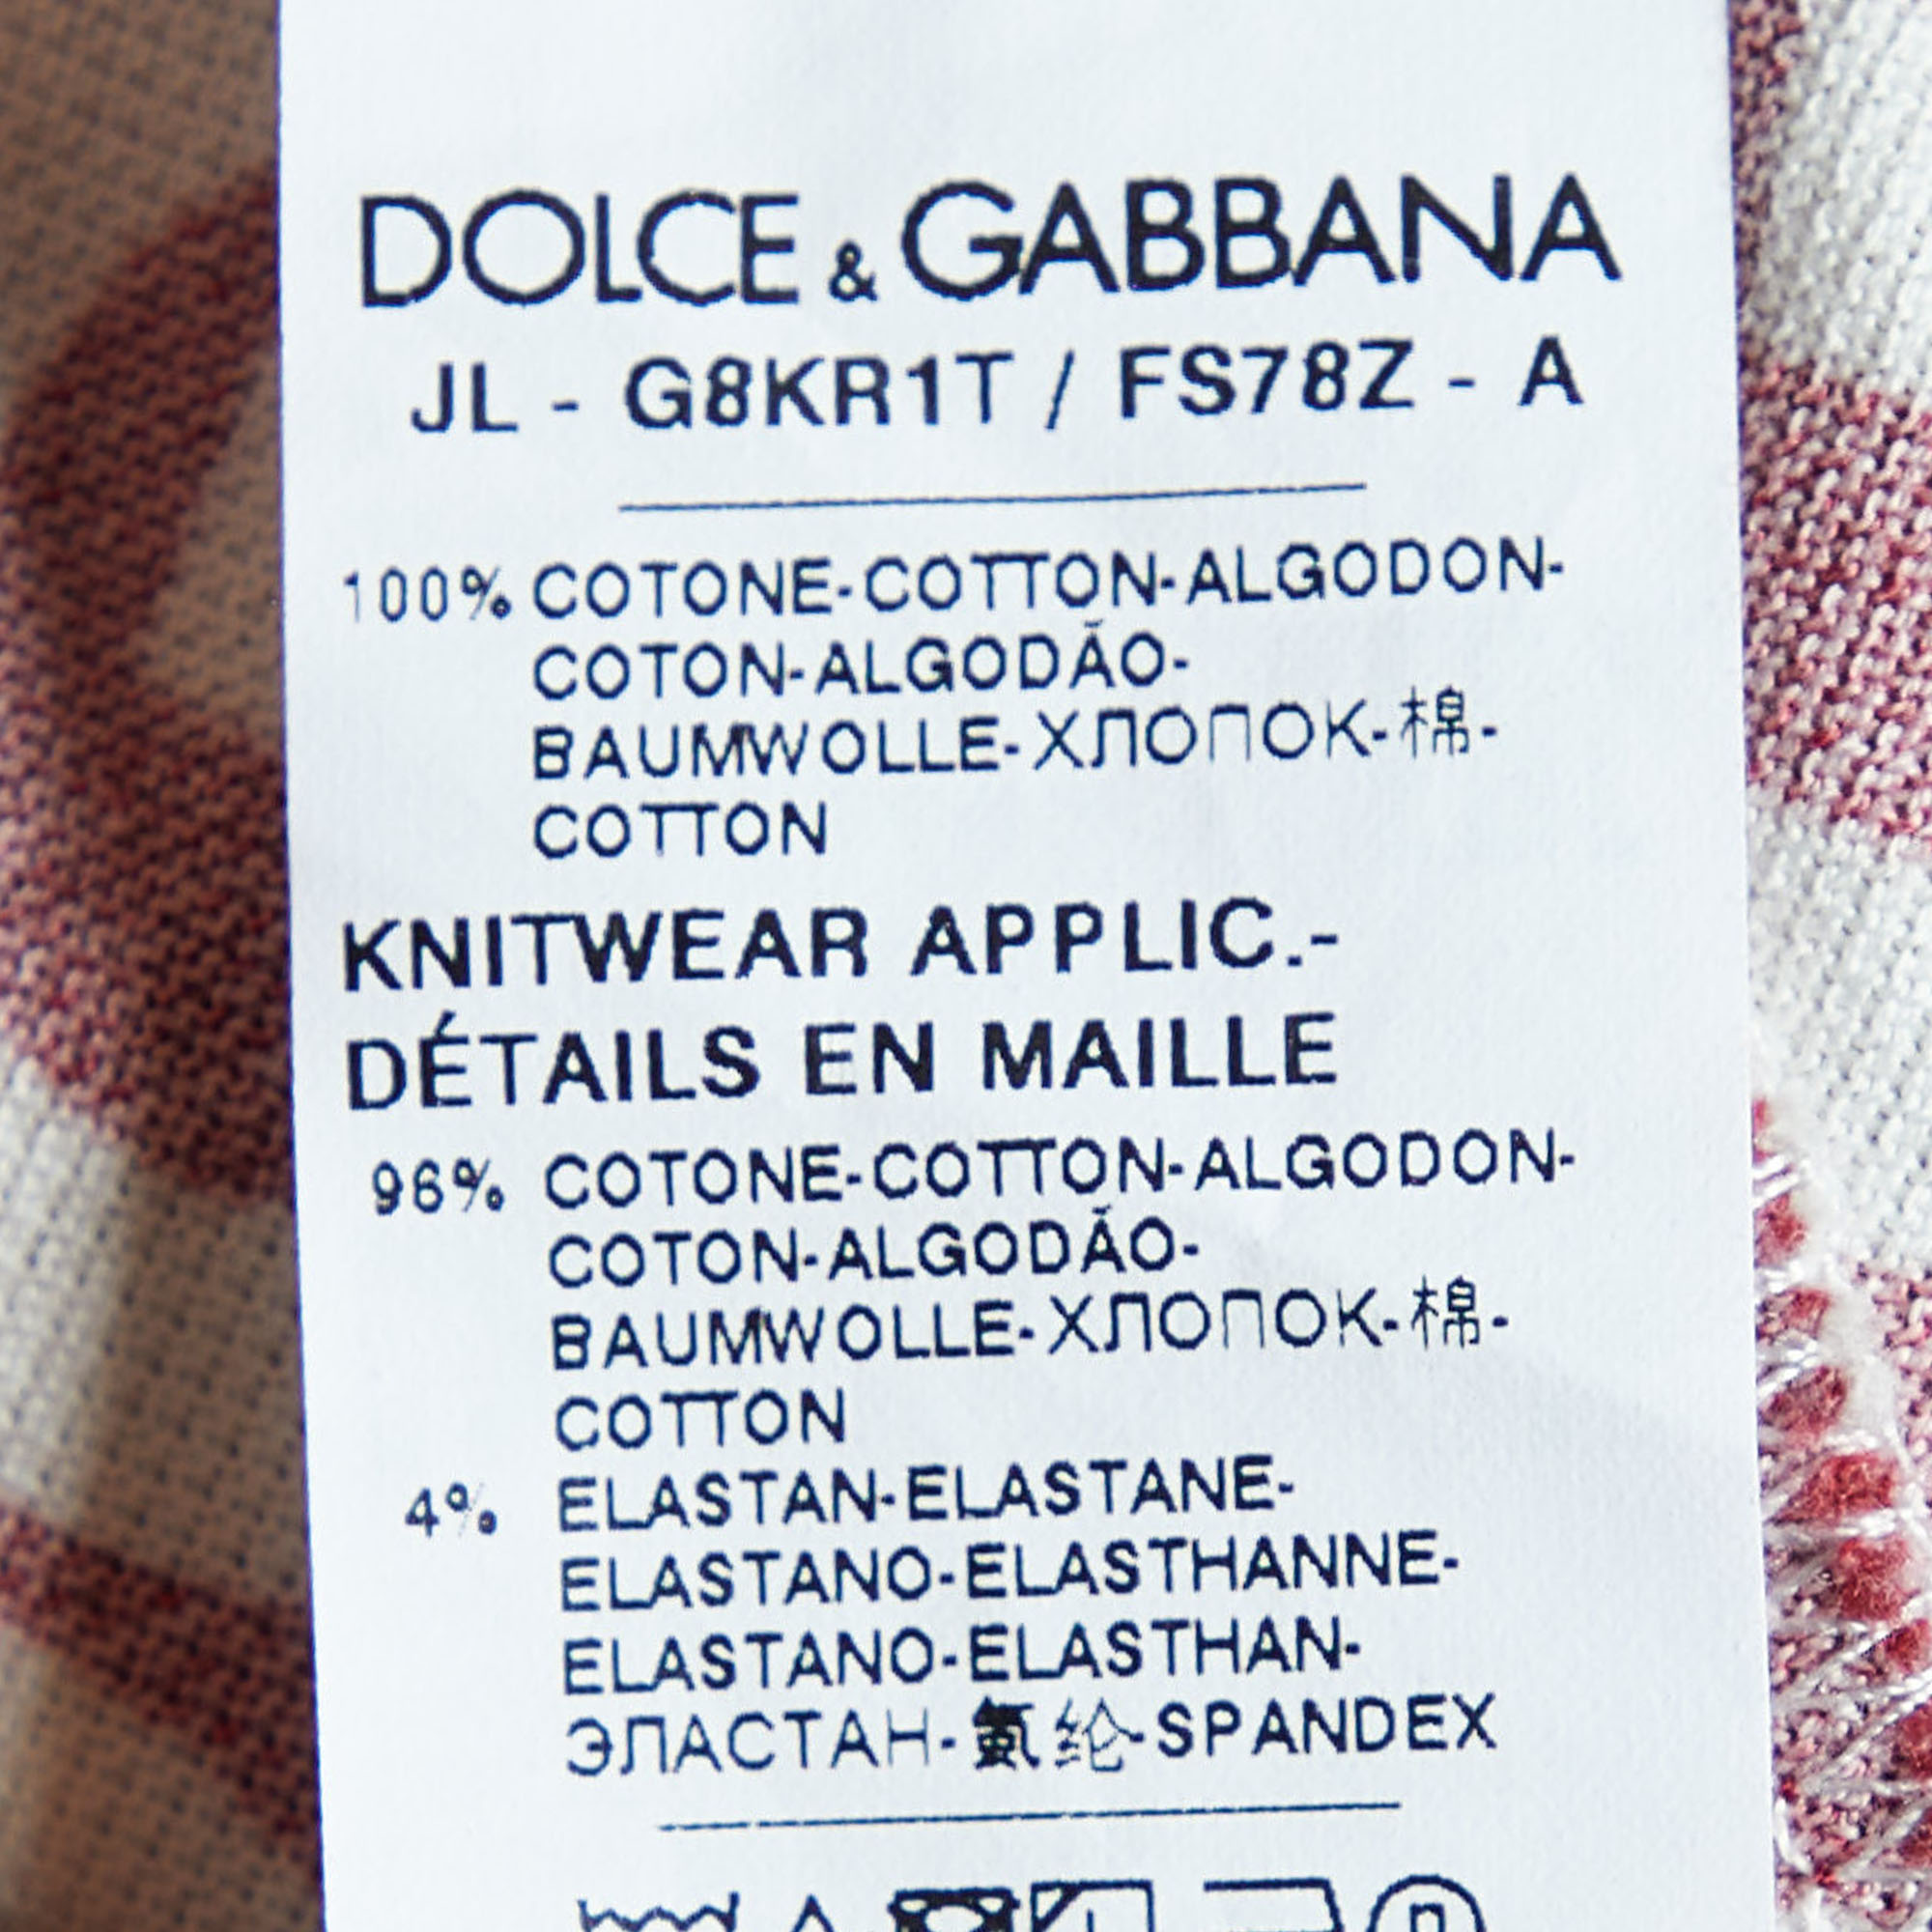 DOLCE & GABBANA
JL - G8KR1T / FS78Z - A
100% COTONE-COTTON-ALGODON-
COTON-ALGODÃO-
BAUMWOLLE-ХЛОПОК-棉-
COTTON
KNITWEAR APPLIC.-
DÉTAILS EN MAILLE
96% COTONE-COTTON-ALGODON-
COTON-ALGODÃO-
BAUMWOLLE-ХЛОПОК-棉-
COTTON
4% ELASTAN-ELASTANE-
ELASTANO-ELASTHANNE-
ELASTANO-ELASTHAN-
ЭЛАСТАН-氨纶-SPANDEX